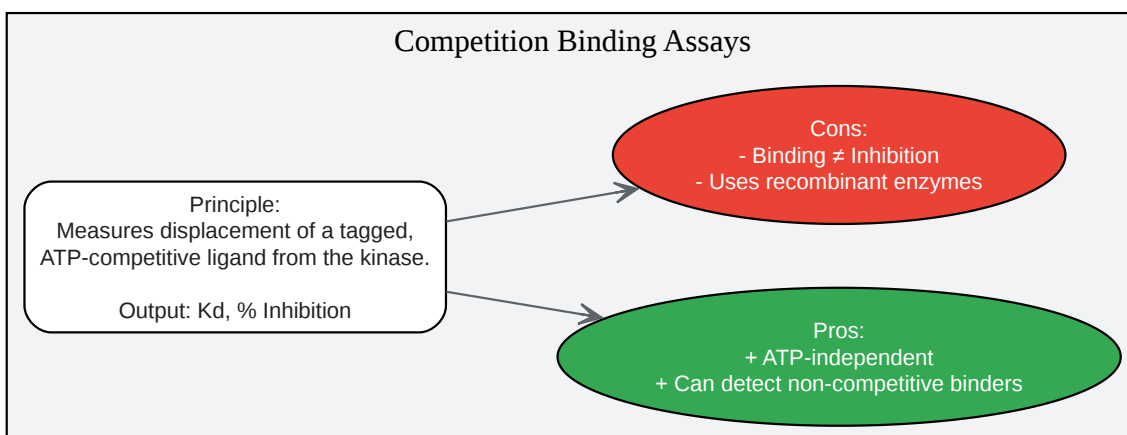 Competition Binding Assays
Principle:
Measures displacement of a tagged,
ATP-competitive ligand from the kinase.
Output: Kd, % Inhibition
Cons:
- Binding ≠ Inhibition
- Uses recombinant enzymes
Pros:
+ ATP-independent
+ Can detect non-competitive binders